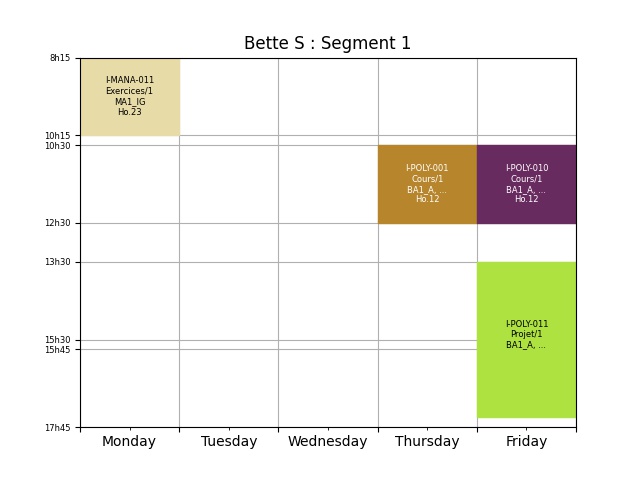 Bette S : Segment 1
8h15
I-MANA-011
Exercices/1
MA1_IG
Ho.23
10h15
10h30
I-POLY-001
Cours/1
BA1_A, ...
Ho.12
I-POLY-010
Cours/1
BA1_A, ...
Ho.12
12h30
13h30
I-POLY-011
Projet/1
BA1_A, ...
15h30
15h45
17h45
Monday Tuesday Wednesday Thursday Friday